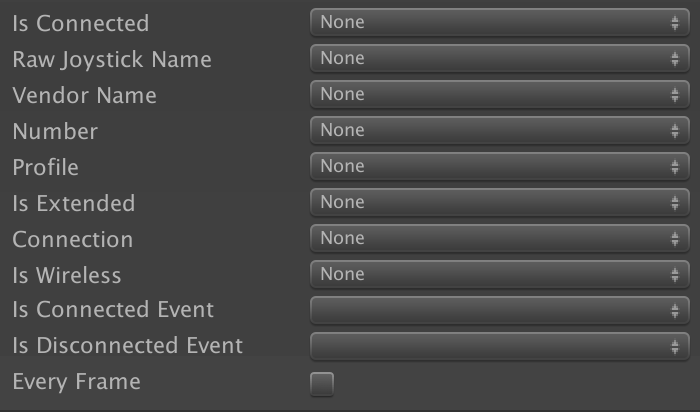 Is Connected None
Raw Joystick Name None
Vendor Name None
Number None
Profile None
Is Extended None
Connection None
Is Wireless None
Is Connected Event
Is Disconnected Event
Every Frame